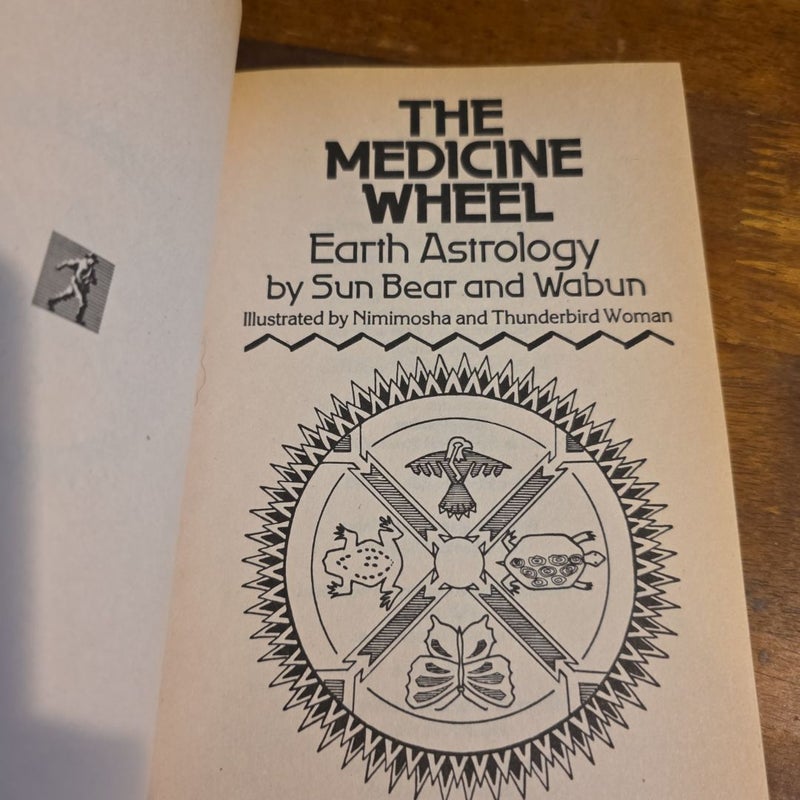 THE
MEDICINE
WHEEL
Earth Astrology
by Sun Bear and Wabun
Illustrated by Nimimosha and Thunderbird Woman